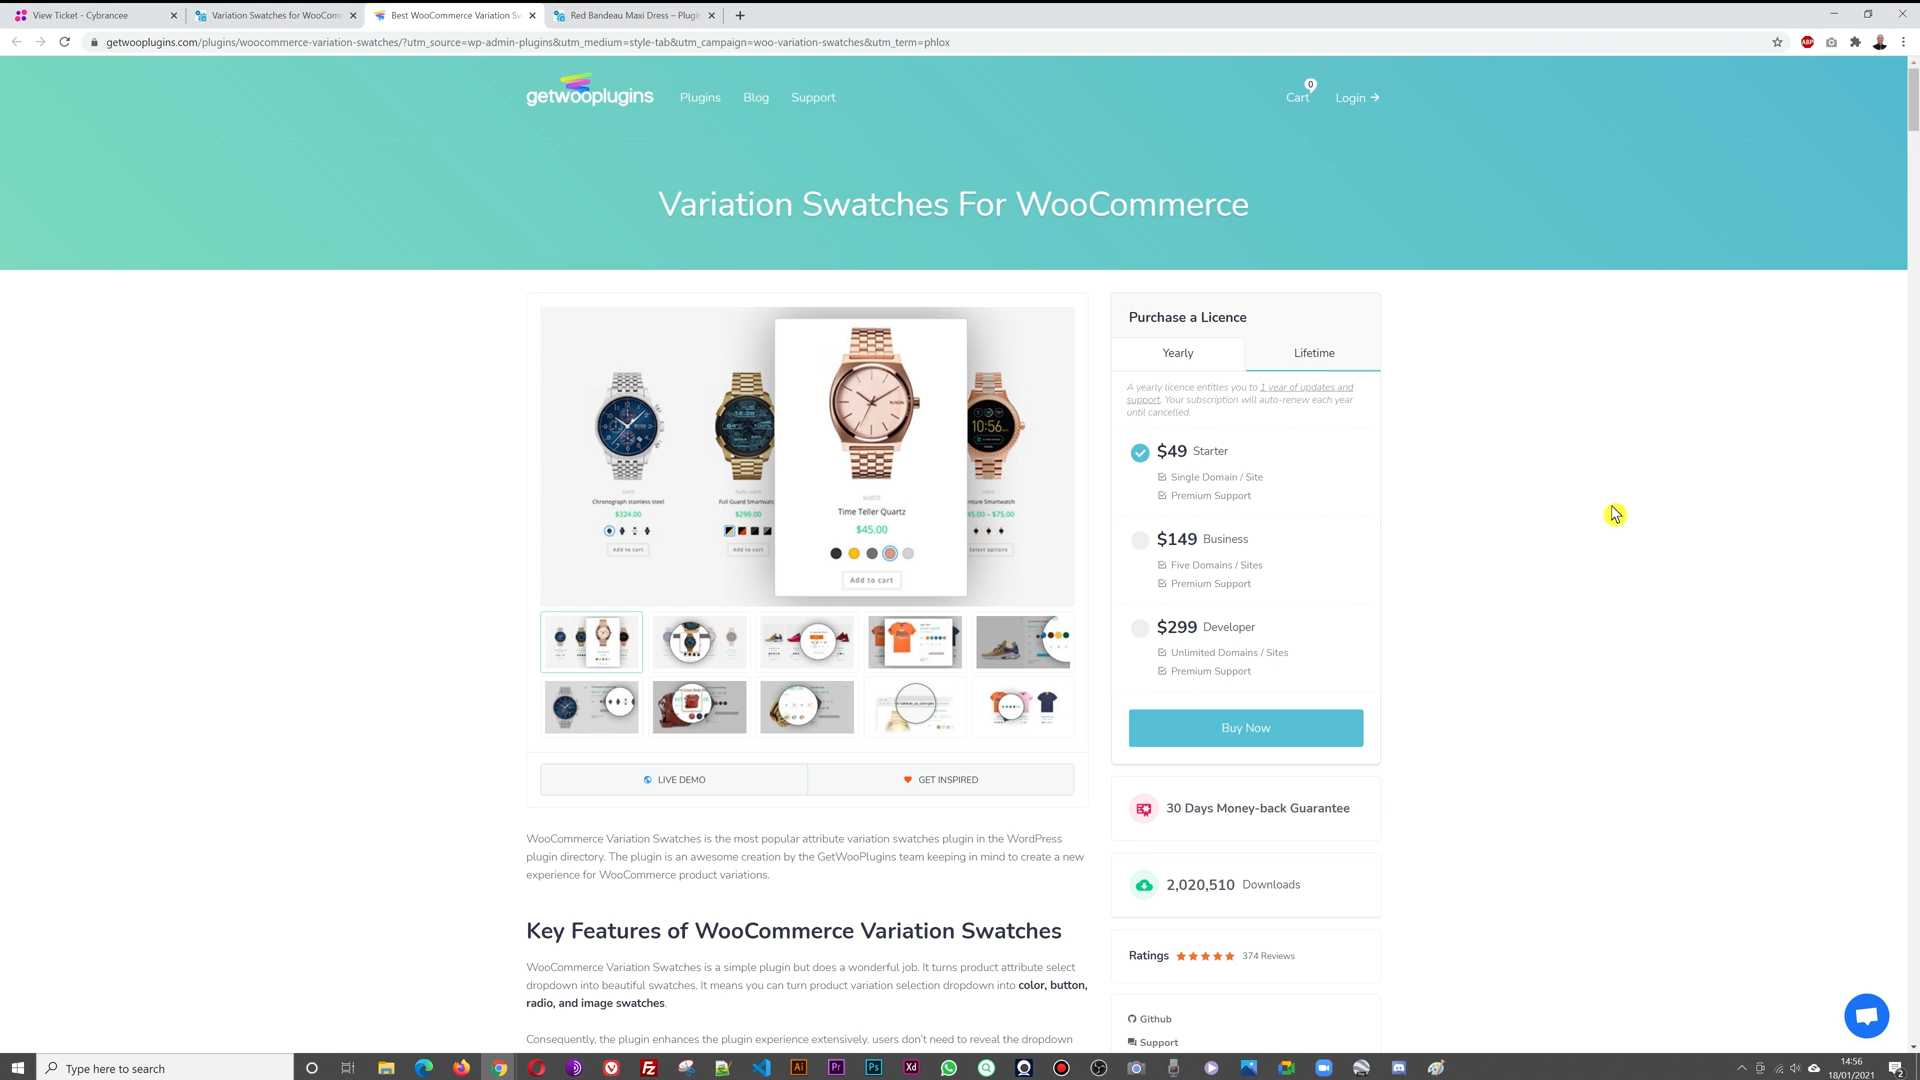 View Ticket - Cybrancee
Variation Swatches for WooComm
Best WooCommerce Variation Sw
Red Bandeau Maxi Dress – Plugin
getwooplugins.com/plugins/woocommerce-variation-swatches/?utm_source=wp-admin-plugins&utm_medium=style-tab&utm_campaign=woo-variation-swatches&utm_term=phlox
getwooplugins
Plugins
Blog
Support
Cart
0
Login
Variation Swatches For WooCommerce
Chronograph stainless steel
$324.00
Add to cart
Full Guard Smartwatc
$299.00
Add to cart
watch
Time Teller Quartz
$45.00
Add to cart
nture Smartwatch
45.00 – $75.00
Select options
LIVE DEMO
GET INSPIRED
WooCommerce Variation Swatches is the most popular attribute variation swatches plugin in the WordPress
plugin directory. The plugin is an awesome creation by the GetWooPlugins team keeping in mind to create a new
experience for WooCommerce product variations.
Key Features of WooCommerce Variation Swatches
WooCommerce Variation Swatches is a simple plugin but does a wonderful job. It turns product attribute select
dropdown into beautiful swatches. It means you can turn product variation selection dropdown into color, button,
radio, and image swatches.
Consequently, the plugin enhances the plugin experience extensively. users don't need to reveal the dropdown
Purchase a Licence
Yearly
Lifetime
A yearly licence entitles you to 1 year of updates and
support. Your subscription will auto-renew each year
until cancelled.
$49 Starter
Single Domain / Site
Premium Support
$149 Business
Five Domains / Sites
Premium Support
$299 Developer
Unlimited Domains / Sites
Premium Support
Buy Now
30 Days Money-back Guarantee
2,020,510 Downloads
Ratings
374 Reviews
Github
Support
Type here to search
14:56
18/01/2021
2